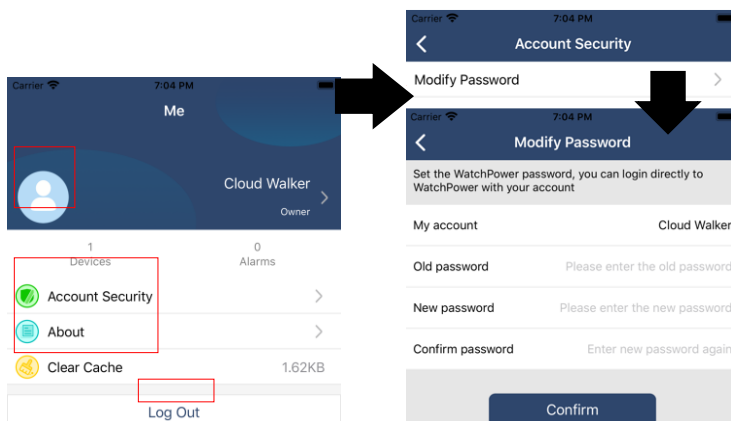 Carrier 7:04 PM
Me
Cloud Walker
Owner
1 0
Devices Alarms
Account Security
About
Clear Cache 1.62KB
Log Out
Carrier 7:04 PM
Account Security
Modify Password
Carrier 7:04 PM
Modify Password
Set the WatchPower password, you can login directly to
WatchPower with your account
My account Cloud Walker
Old password Please enter the old password
New password Please enter the new password
Confirm password Enter new password again
Confirm